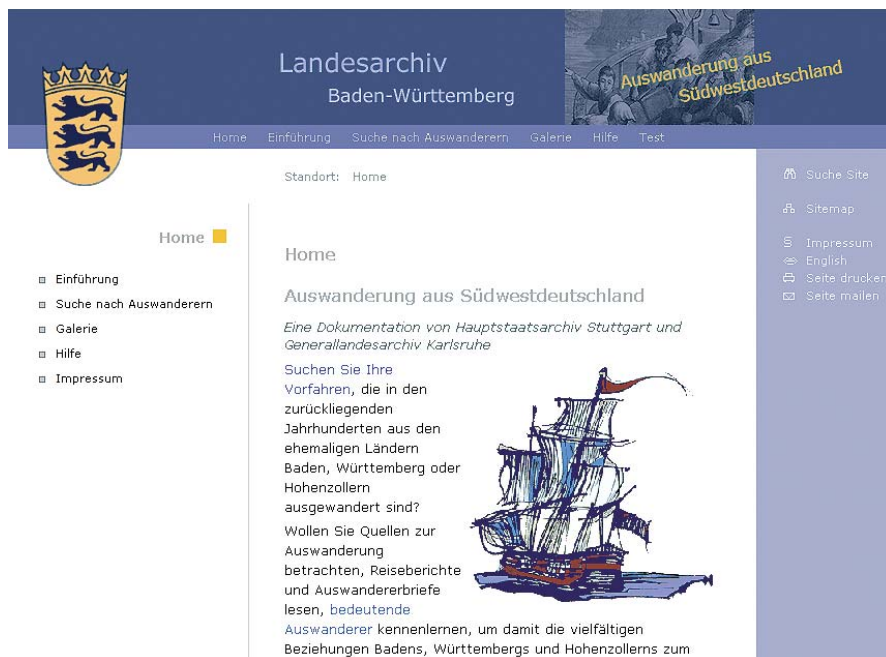 Landesarchiv
Baden-Württemberg
Auswanderung aus
Südwestdeutschland
Home Einführung Suche nach Auswanderern Galerie Hilfe Test
Standort: Home
Suche Site
Sitemap
Impressum
English
Seite drucken
Seite mailen
Home
Einführung
Suche nach Auswanderern
Galerie
Hilfe
Impressum
Home
Auswanderung aus Südwestdeutschland
Eine Dokumentation von Hauptstaatsarchiv Stuttgart und
Generallandesarchiv Karlsruhe
Suchen Sie Ihre
Vorfahren, die in den
zurückliegenden
Jahrhunderten aus den
ehemaligen Ländern
Baden, Württemberg oder
Hohenzollern
ausgewandert sind?
Wollen Sie Quellen zur
Auswanderung
betrachten, Reiseberichte
und Auswandererbriefe
lesen, bedeutende
Auswanderer kennenlernen, um damit die vielfältigen
Beziehungen Badens, Württembergs und Hohenzollerns zum